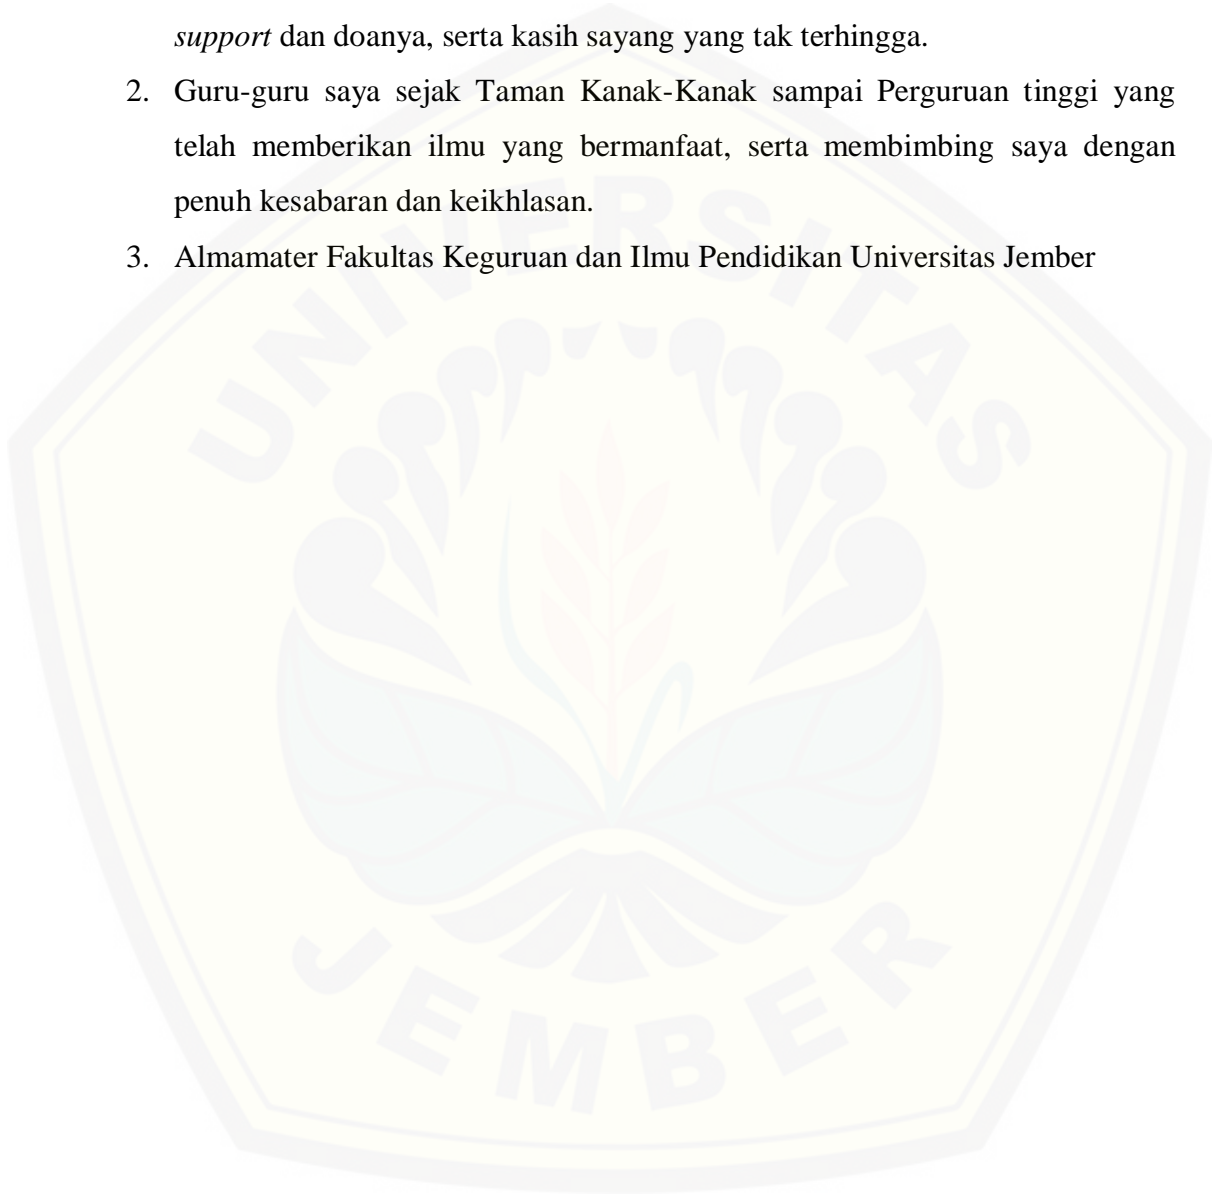 support dan doanya, serta kasih sayang yang tak terhingga.
2. Guru-guru saya sejak Taman Kanak-Kanak sampai Perguruan tinggi yang
telah memberikan ilmu yang bermanfaat, serta membimbing saya dengan
penuh kesabaran dan keikhlasan.
3. Almamater Fakultas Keguruan dan Ilmu Pendidikan Universitas Jember
UNIVERSITAS
JEMBER